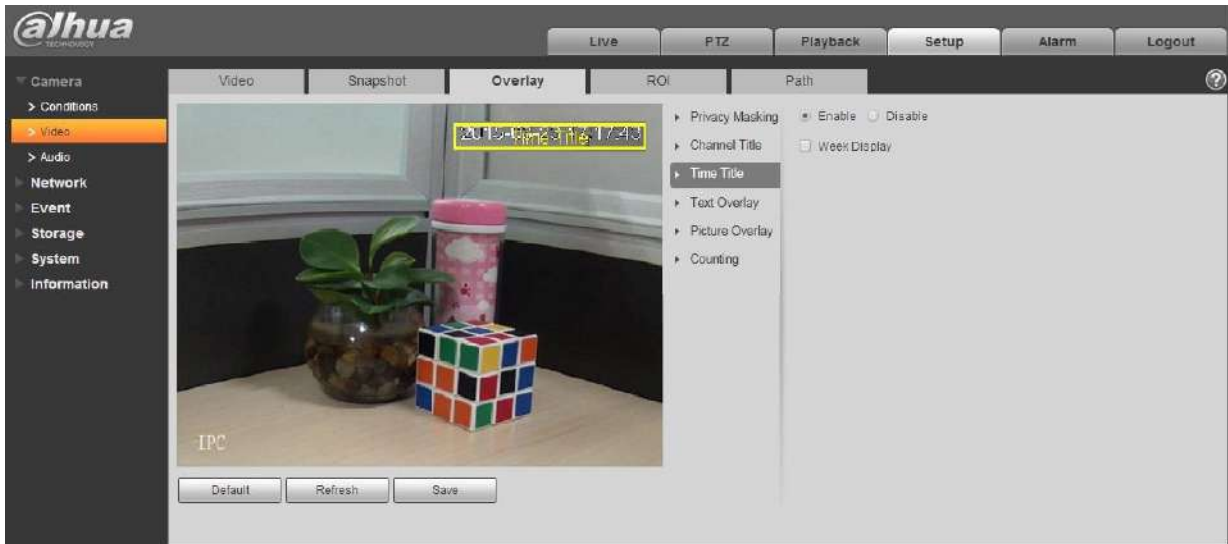 alhua
TECHNOLOGY
Live
PTZ
Playback
Setup
Alarm
Logout
Camera
> Conditions
> Video
> Audio
Network
Event
Storage
System
Information
Video
Snapshot
Overlay
ROI
Path
?
Time Title
IPC
Privacy Masking
Channel Title
Time Title
Text Overlay
Picture Overlay
Counting
Enable
Disable
Week Display
Default
Refresh
Save